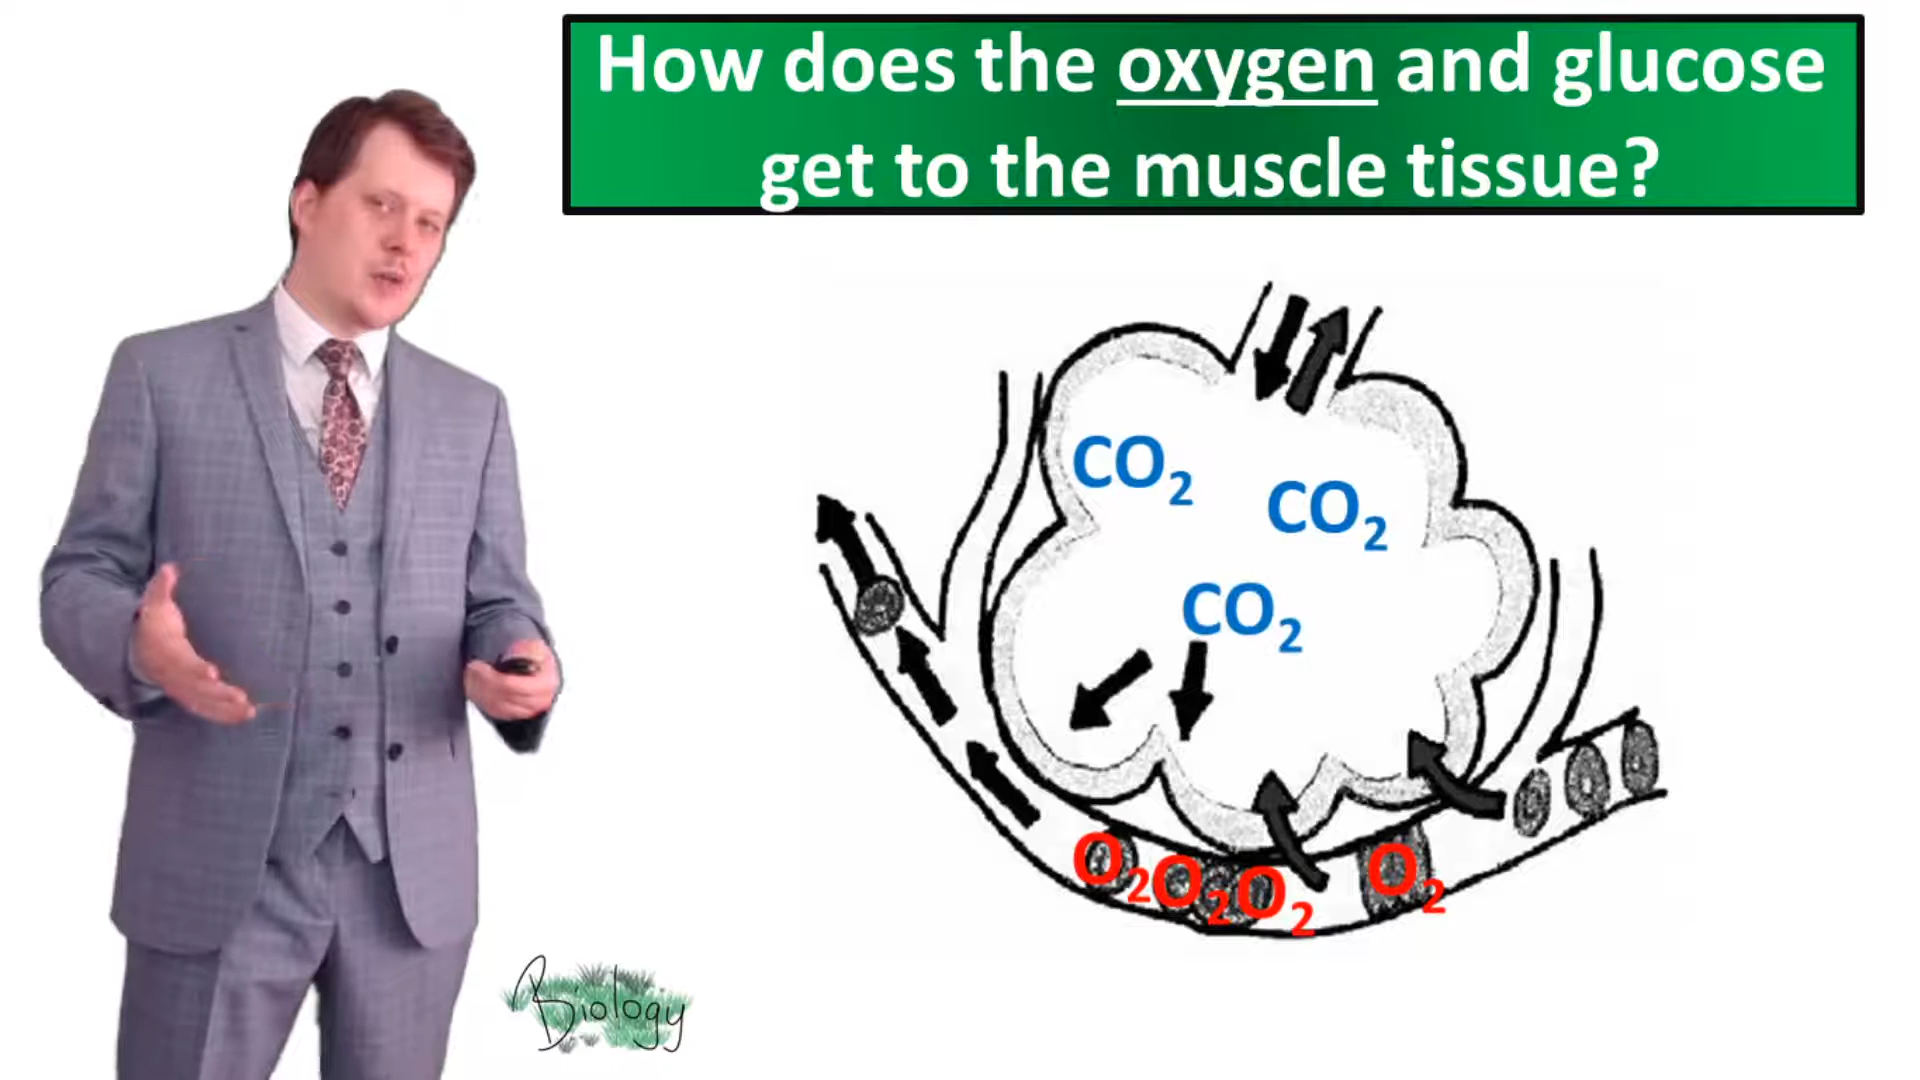 How does the oxygen and glucose
get to the muscle tissue?
CO₂
CO₂
CO₂
O₂O₂O₂ O₂
Biology